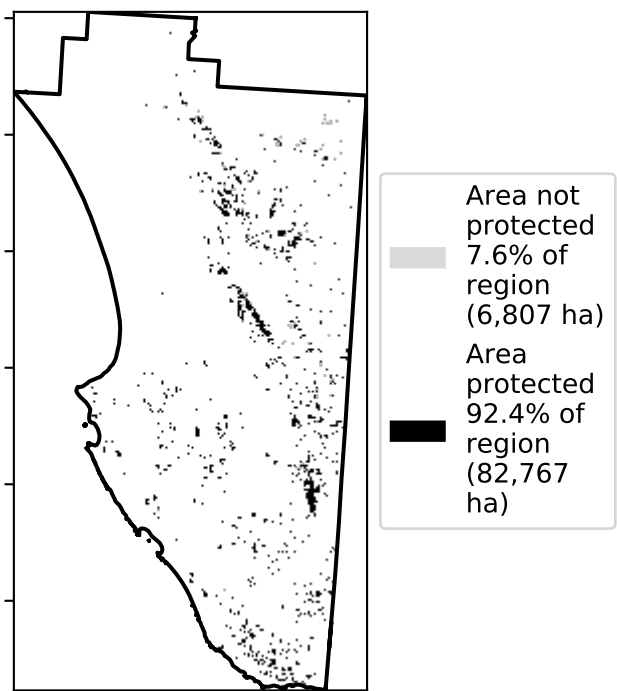 Area not
protected
7.6% of
region
(6,807 ha)
Area
protected
92.4% of
region
(82,767
ha)